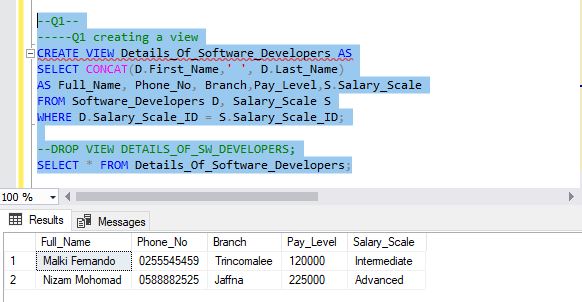 --Q1--
-----Q1 creating a view
CREATE VIEW Details_Of_Software_Developers AS
SELECT CONCAT(D.First_Name,' ', D.Last_Name)
AS Full_Name, Phone_No, Branch,Pay_Level,S.Salary_Scale
FROM Software_Developers D, Salary_Scale S
WHERE D.Salary_Scale_ID = S.Salary_Scale_ID;
--DROP VIEW DETAILS_OF_SW_DEVELOPERS;
SELECT * FROM Details_Of_Software_Developers;
100 %
Results Messages
Full_Name Phone_No Branch Pay_Level Salary_Scale
1 Malki Fernando 0255545459 Trincomalee 120000 Intermediate
2 Nizam Mohomad 0588882525 Jaffna 225000 Advanced